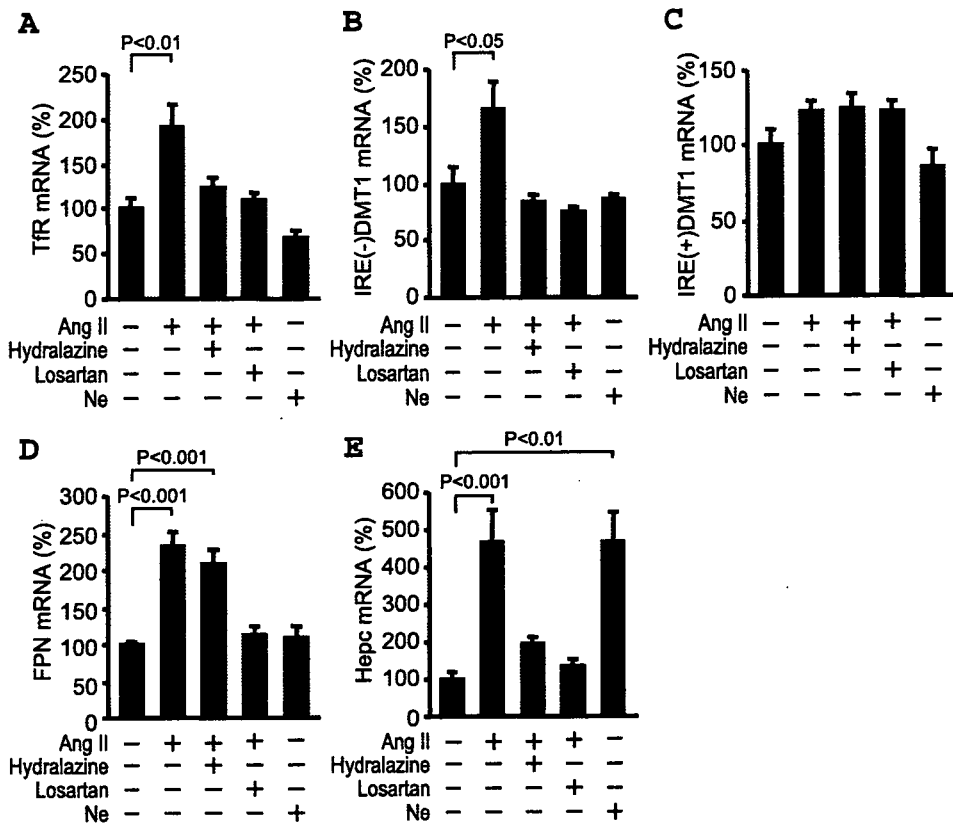 A
P<0.01
TfR mRNA (%)
250
200
150
100
50
0
Ang II − + + + −
Hydralazine − − + − −
Losartan − − − + −
Ne − − − − +
B
P<0.05
IRE(-)DMT1 mRNA (%)
200
150
100
50
0
Ang II − + + + −
Hydralazine − − + − −
Losartan − − − + −
Ne − − − − +
C
IRE(+)DMT1 mRNA (%)
150
100
50
0
Ang II − + + + −
Hydralazine − − + − −
Losartan − − − + −
Ne − − − − +
D
P<0.001
P<0.001
FPN mRNA (%)
300
250
200
150
100
50
0
Ang II − + + + −
Hydralazine − − + − −
Losartan − − − + −
Ne − − − − +
E
P<0.01
P<0.001
Hepc mRNA (%)
600
500
400
300
200
100
0
Ang II − + + + −
Hydralazine − − + − −
Losartan − − − + −
Ne − − − − +